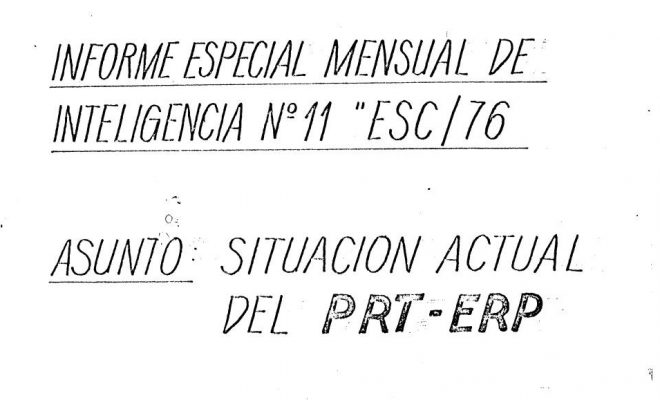 INFORME ESPECIAL MENSUAL DE
INTELIGENCIA Nº 11 "ESC/76
ASUNTO: SITUACION ACTUAL
DEL PRT-ERP